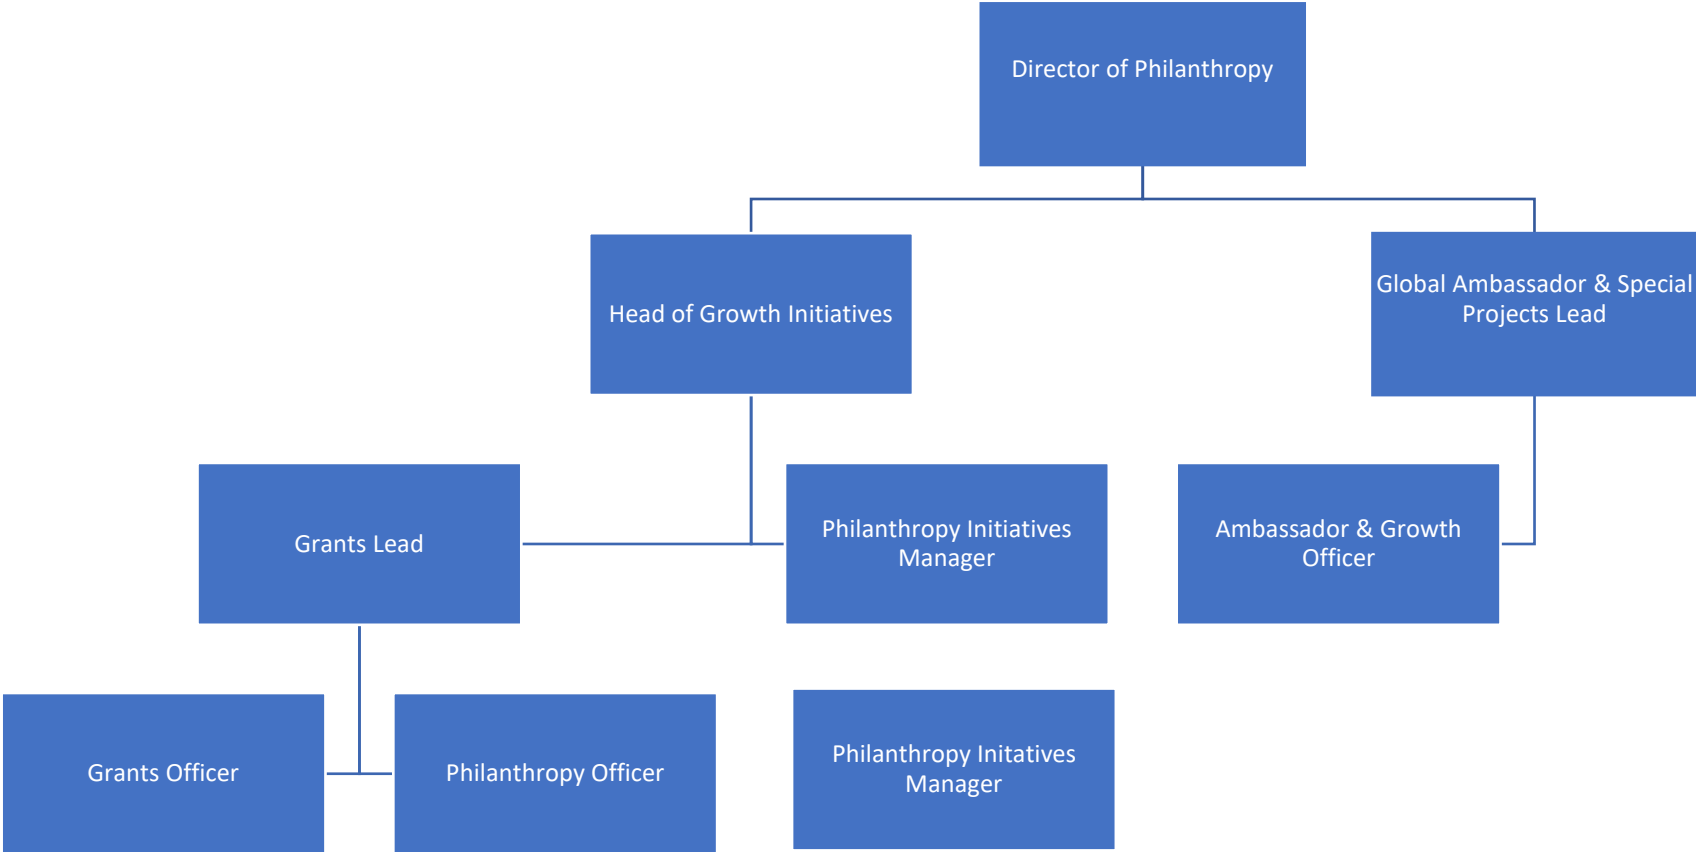 Director of Philanthropy
Head of Growth Initiatives
Global Ambassador & Special
Projects Lead
Grants Lead
Philanthropy Initiatives
Manager
Ambassador & Growth
Officer
Grants Officer
Philanthropy Officer
Philanthropy Initatives
Manager